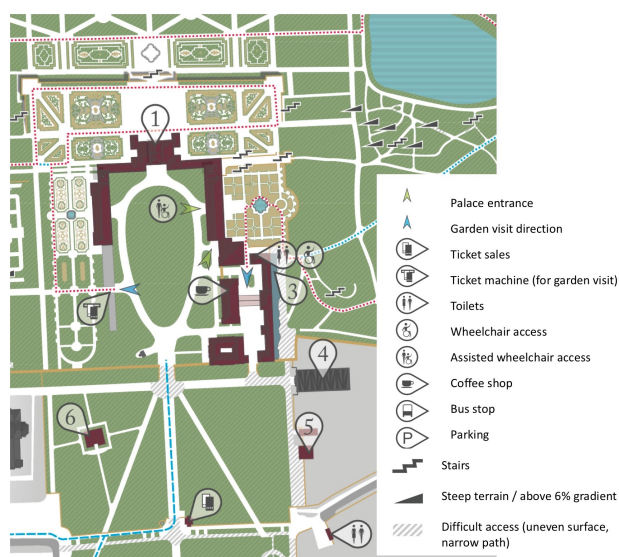 1
3
4
5
6
Palace entrance
Garden visit direction
Ticket sales
Ticket machine (for garden visit)
Toilets
Wheelchair access
Assisted wheelchair access
Coffee shop
Bus stop
P
Parking
Stairs
Steep terrain / above 6% gradient
Difficult access (uneven surface,
narrow path)